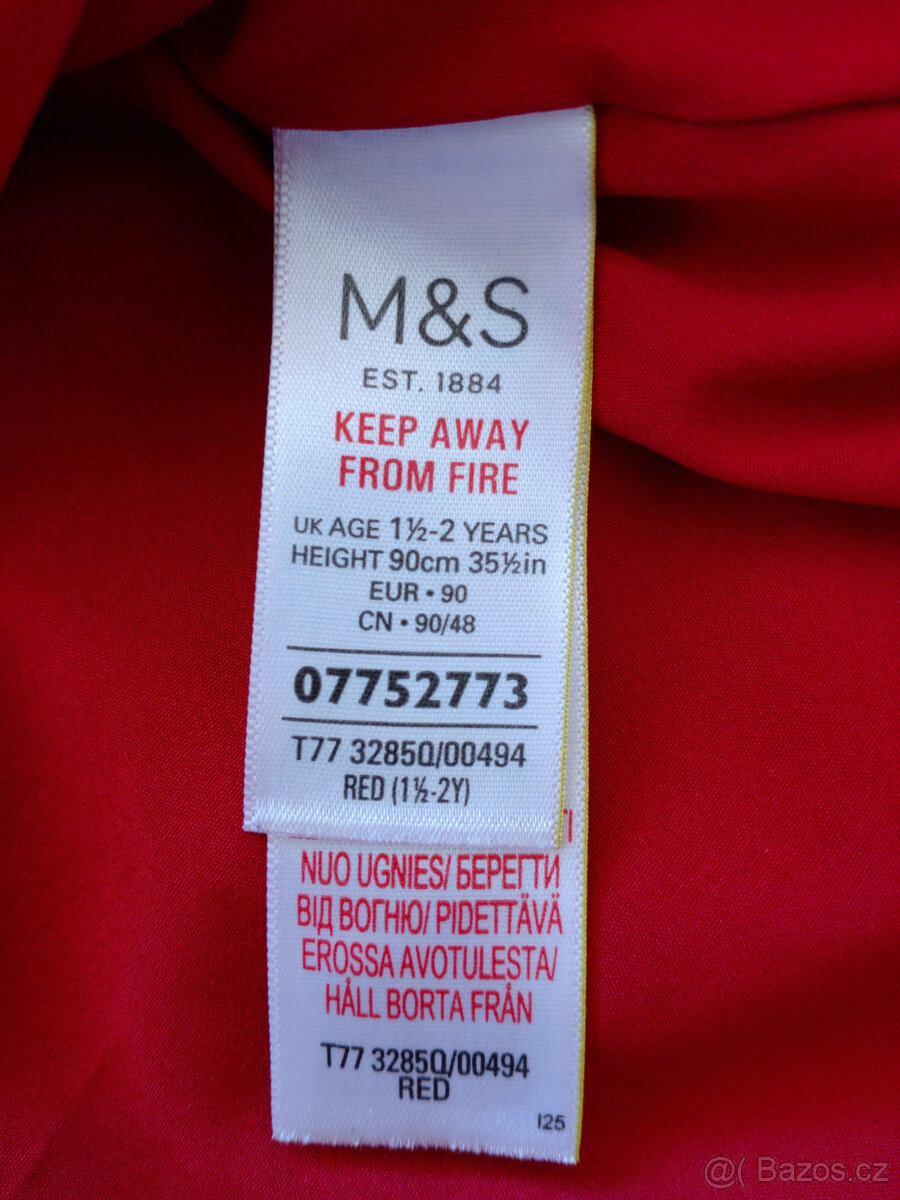 M&S
EST. 1884
KEEP AWAY
FROM FIRE
UK AGE 1½-2 YEARS
HEIGHT 90cm 35½in
EUR • 90
CN • 90/48
07752773
T77 3285Q/00494
RED (1½-2Y)
NUO UGNIES/ БЕРЕГТИ
ВІД ВОГНЮ/ PIDETTÄVÄ
EROSSA AVOTULESTA/
HÅLL BORTA FRÅN
T77 3285Q/00494
RED
I25
@( Bazos.cz